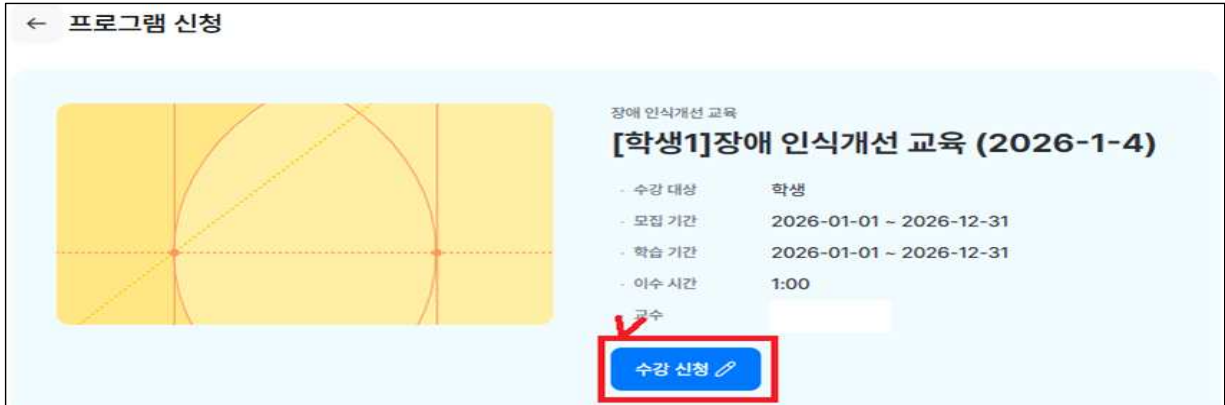 ← 프로그램 신청
장애 인식개선 교육
[학생1]장애 인식개선 교육 (2026-1-4)
· 수강 대상 학생
· 모집 기간 2026-01-01 ~ 2026-12-31
· 학습 기간 2026-01-01 ~ 2026-12-31
· 이수 시간 1:00
교수
수강 신청